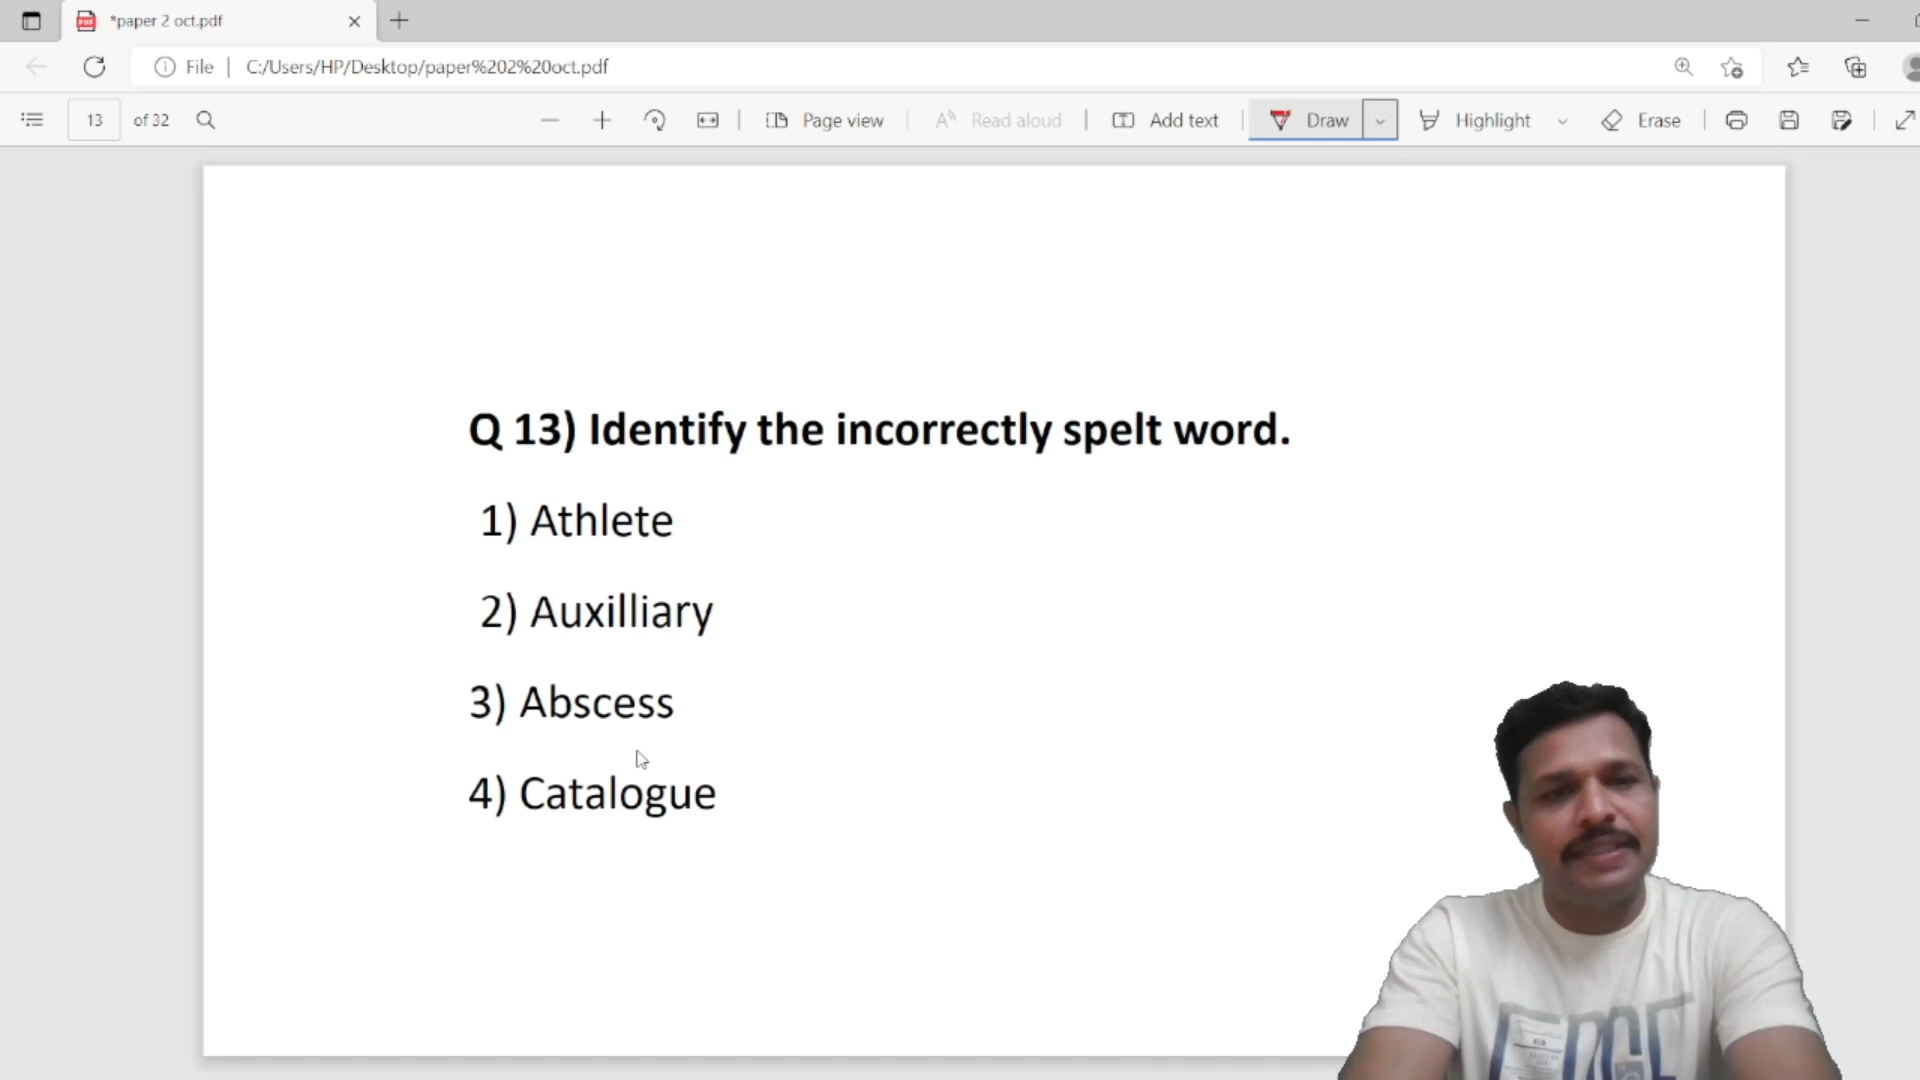 *paper 2 oct.pdf
File | C:/Users/HP/Desktop/paper%202%20oct.pdf
13 of 32 Page view Read aloud Add text Draw Highlight Erase
Q 13) Identify the incorrectly spelt word.
1) Athlete
2) Auxilliary
3) Abscess
4) Catalogue